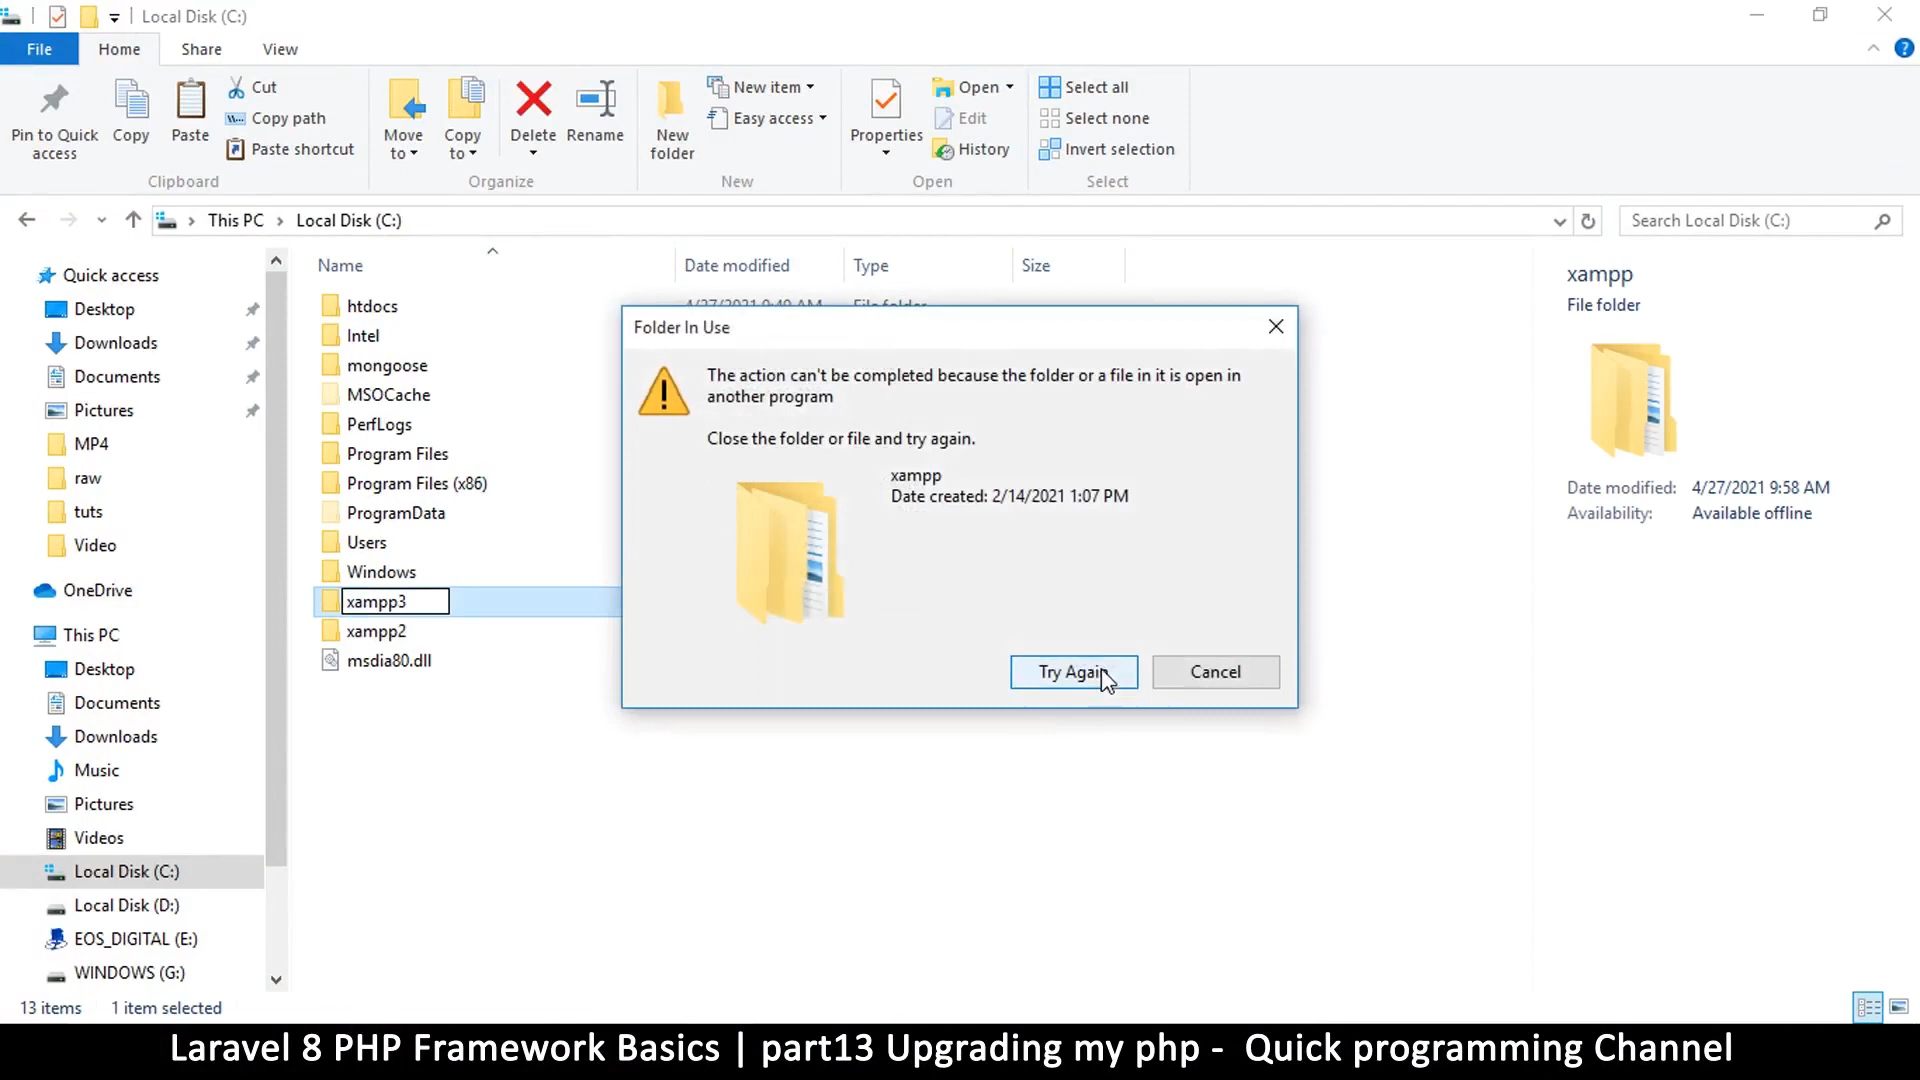 Local Disk (C:)
File Home Share View
Pin to Quick access
Copy
Paste
Cut
Copy path
Paste shortcut
Clipboard
Move to
Copy to
Delete
Rename
Organize
New folder
New item
Easy access
New
Properties
Open
Edit
History
Open
Select all
Select none
Invert selection
Select
This PC > Local Disk (C:)
Search Local Disk (C:)
Quick access
Desktop
Downloads
Documents
Pictures
MP4
raw
tuts
Video
OneDrive
This PC
Desktop
Documents
Downloads
Music
Pictures
Videos
Local Disk (C:)
Local Disk (D:)
EOS_DIGITAL (E:)
WINDOWS (G:)
Name Date modified Type Size
htdocs 4/27/2021 9:49 AM File folder
Intel
mongoose
MSOCache
PerfLogs
Program Files
Program Files (x86)
ProgramData
Users
Windows
xampp3
xampp2
msdia80.dll
Folder In Use
The action can't be completed because the folder or a file in it is open in
another program
Close the folder or file and try again.
xampp
Date created: 2/14/2021 1:07 PM
Try Again Cancel
xampp
File folder
Date modified: 4/27/2021 9:58 AM
Availability: Available offline
13 items 1 item selected
Laravel 8 PHP Framework Basics | part13 Upgrading my php - Quick programming Channel